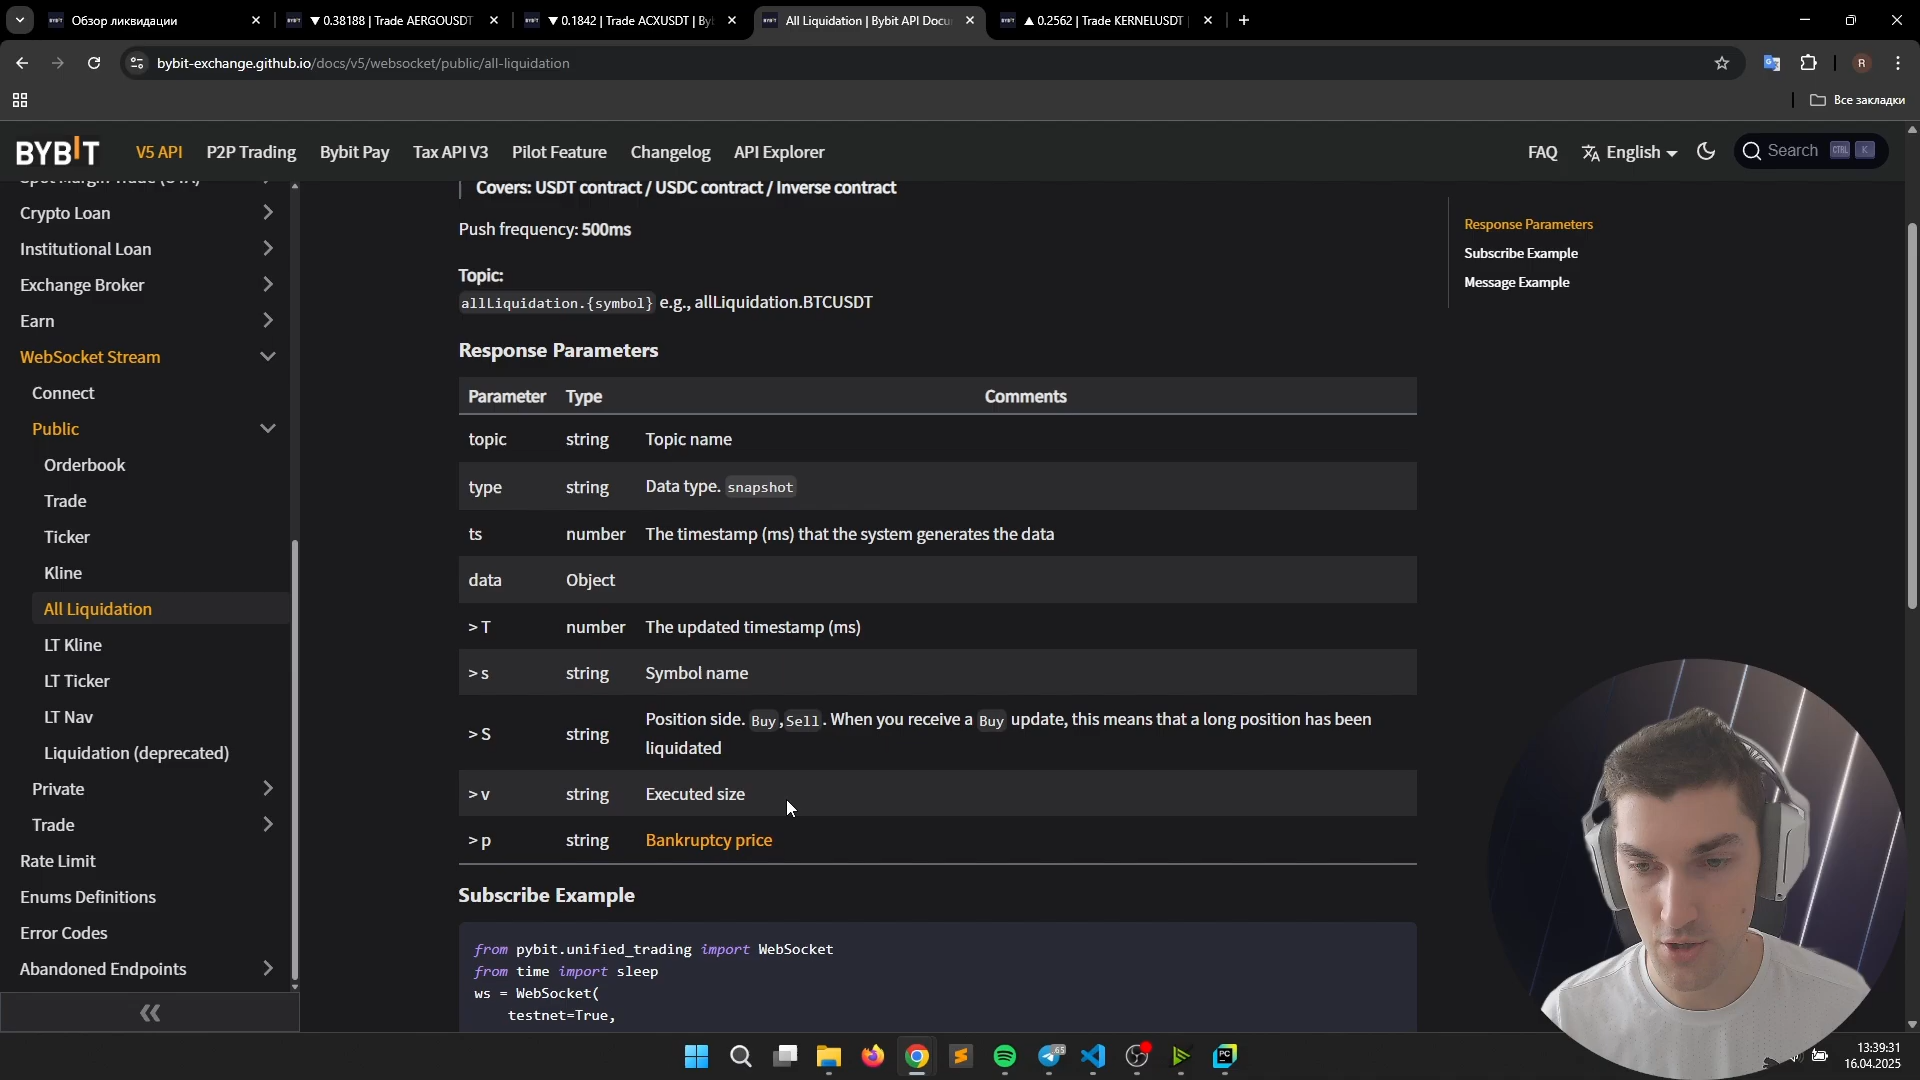 Обзор ликвидации
▼ 0.38188 | Trade AERGOUSDT
▼ 0.1842 | Trade ACXUSDT | By
All Liquidation | Bybit API Docu
▲ 0.2562 | Trade KERNELUSDT
bybit-exchange.github.io/docs/v5/websocket/public/all-liquidation
R
Все закладки
BYBIT
V5 API
P2P Trading
Bybit Pay
Tax API V3
Pilot Feature
Changelog
API Explorer
FAQ
English
Search CTRL K
Crypto Loan
Institutional Loan
Exchange Broker
Earn
WebSocket Stream
Connect
Public
Orderbook
Trade
Ticker
Kline
All Liquidation
LT Kline
LT Ticker
LT Nav
Liquidation (deprecated)
Private
Trade
Rate Limit
Enums Definitions
Error Codes
Abandoned Endpoints
Covers: USDT contract / USDC contract / Inverse contract
Push frequency: 500ms
Topic:
allLiquidation.{symbol} e.g., allLiquidation.BTCUSDT
Response Parameters
Parameter Type Comments
topic string Topic name
type string Data type. snapshot
ts number The timestamp (ms) that the system generates the data
data Object
> T number The updated timestamp (ms)
> s string Symbol name
> S string Position side. Buy,Sell. When you receive a Buy update, this means that a long position has been
liquidated
> v string Executed size
> p string Bankruptcy price
Subscribe Example
from pybit.unified_trading import WebSocket
from time import sleep
ws = WebSocket(
testnet=True,
Response Parameters
Subscribe Example
Message Example
65
PC
13:39:31
16.04.2025